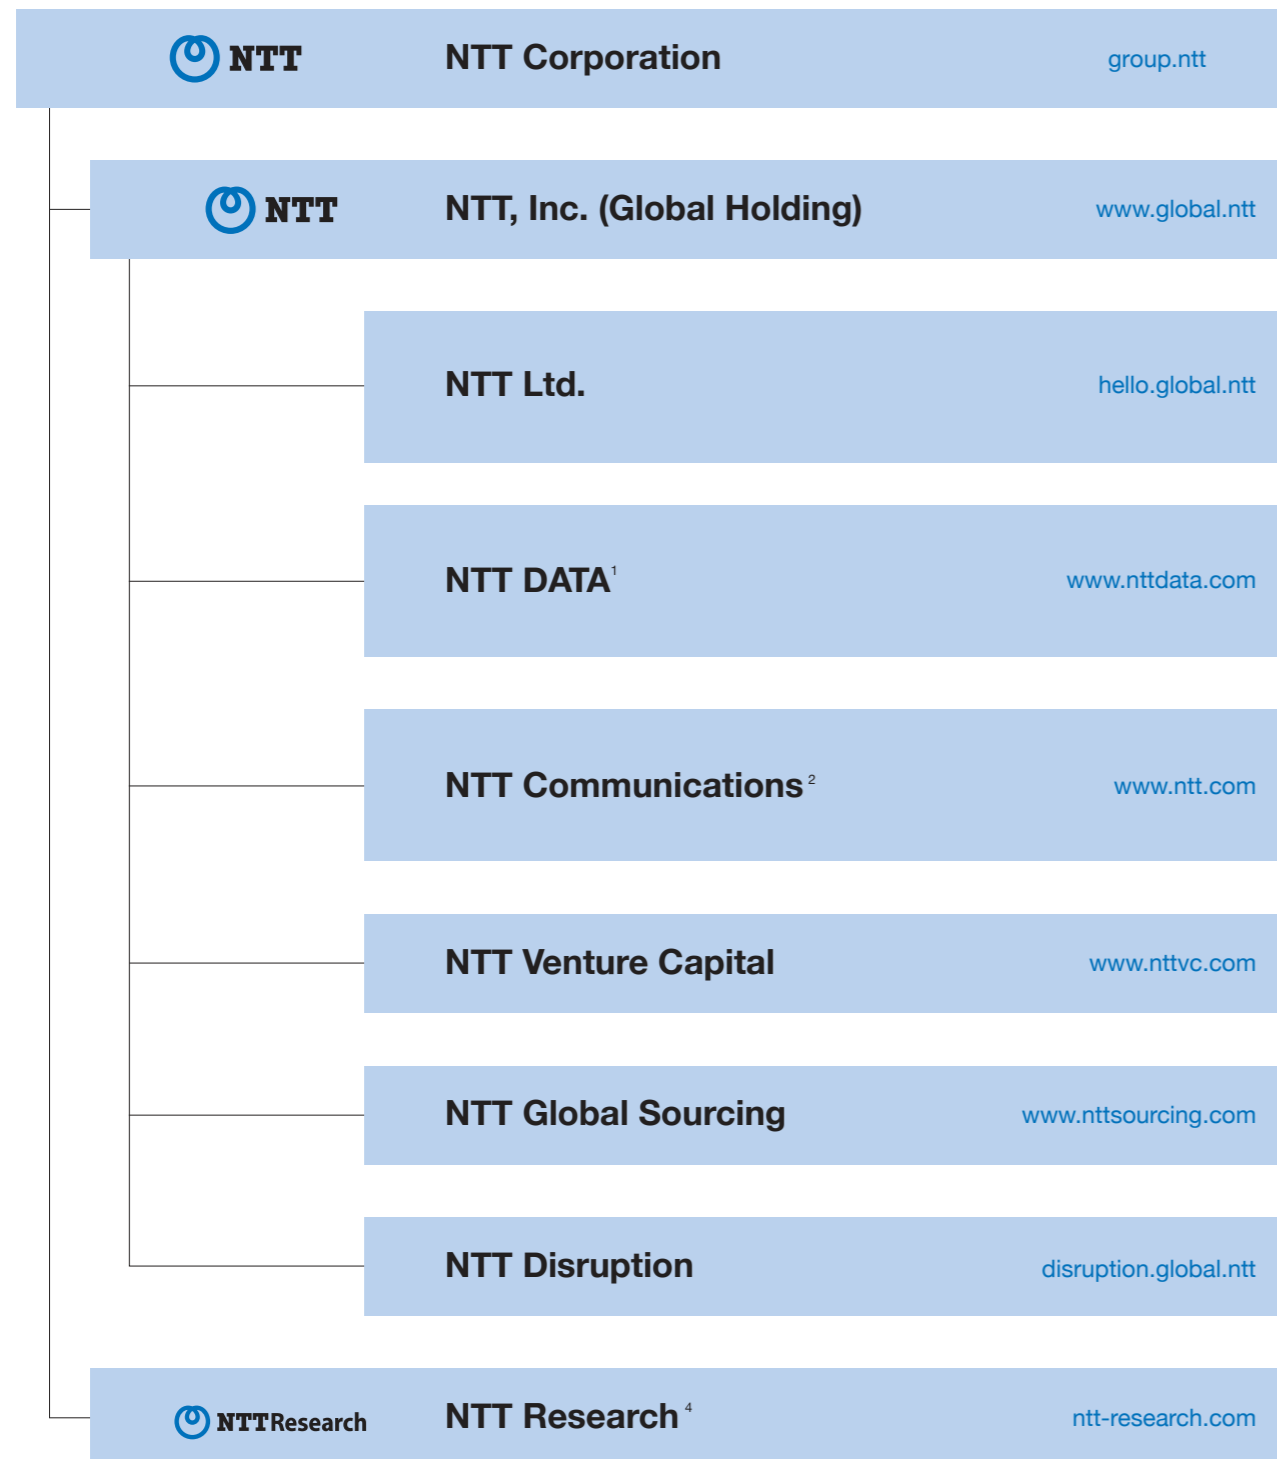 NTT NTT Corporation group.ntt
NTT NTT, Inc. (Global Holding) www.global.ntt
NTT Ltd. hello.global.ntt
NTT DATA¹ www.nttdata.com
NTT Communications² www.ntt.com
NTT Venture Capital www.nttvc.com
NTT Global Sourcing www.nttsourcing.com
NTT Disruption disruption.global.ntt
NTTResearch NTT Research⁴ ntt-research.com